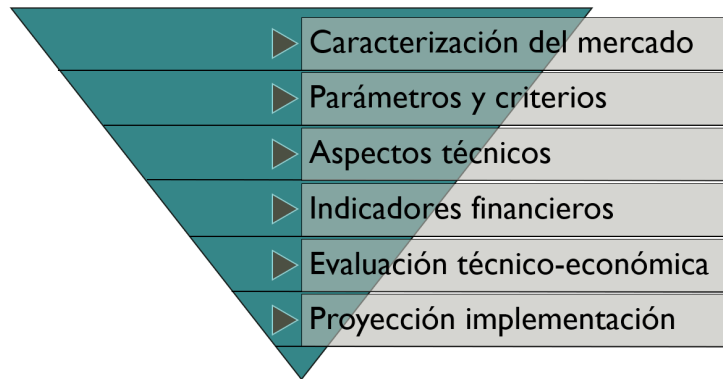 Caracterización del mercado
Parámetros y criterios
Aspectos técnicos
Indicadores financieros
Evaluación técnico-económica
Proyección implementación